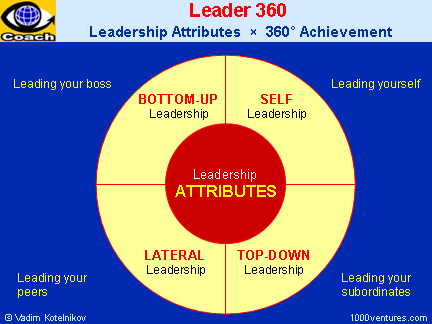 Coach
Leader 360
Leadership Attributes × 360° Achievement
Leading your boss
Leading yourself
BOTTOM-UP
Leadership
SELF
Leadership
Leadership
ATTRIBUTES
LATERAL
Leadership
TOP-DOWN
Leadership
Leading your
peers
Leading your
subordinates
© Vadim Kotelnikov
1000ventures.com